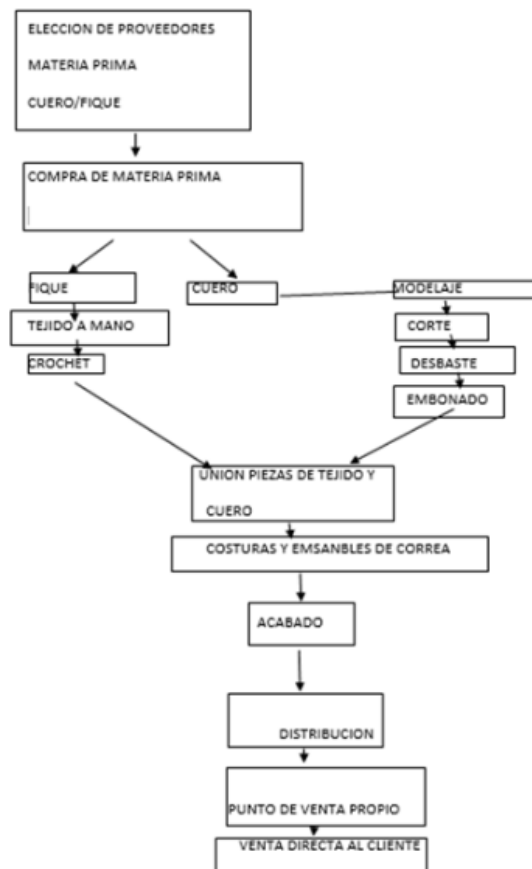 ELECCION DE PROVEEDORES
MATERIA PRIMA
CUERO/FIQUE
COMPRA DE MATERIA PRIMA
FIQUE
CUERO
MODELAJE
TEJIDO A MANO
CORTE
CROCHET
DESBASTE
EMBONADO
UNION PIEZAS DE TEJIDO Y
CUERO
COSTURAS Y EMSANBLES DE CORREA
ACABADO
DISTRIBUCION
PUNTO DE VENTA PROPIO
VENTA DIRECTA AL CLIENTE